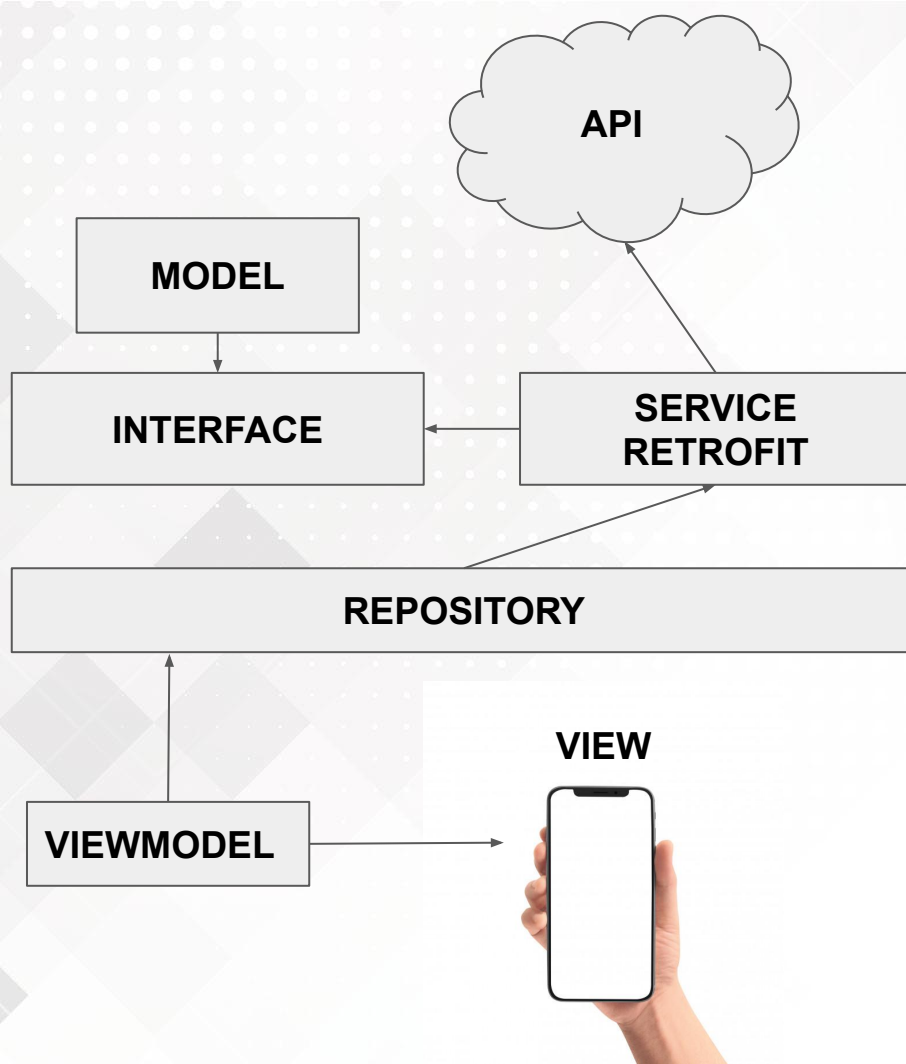 API
MODEL
INTERFACE
SERVICE
RETROFIT
REPOSITORY
VIEW
VIEWMODEL